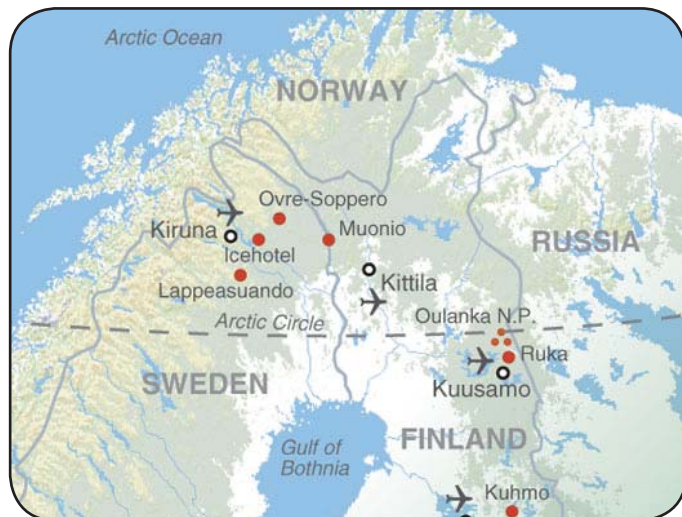 Arctic Ocean
NORWAY
Ovre-Soppero
Kiruna
Muonio
Icehotel
RUSSIA
Lappeasuando
Kittila
Arctic Circle
Oulanka N.P.
Ruka
SWEDEN
Kuusamo
Gulf of
Bothnia
FINLAND
Kuhmo